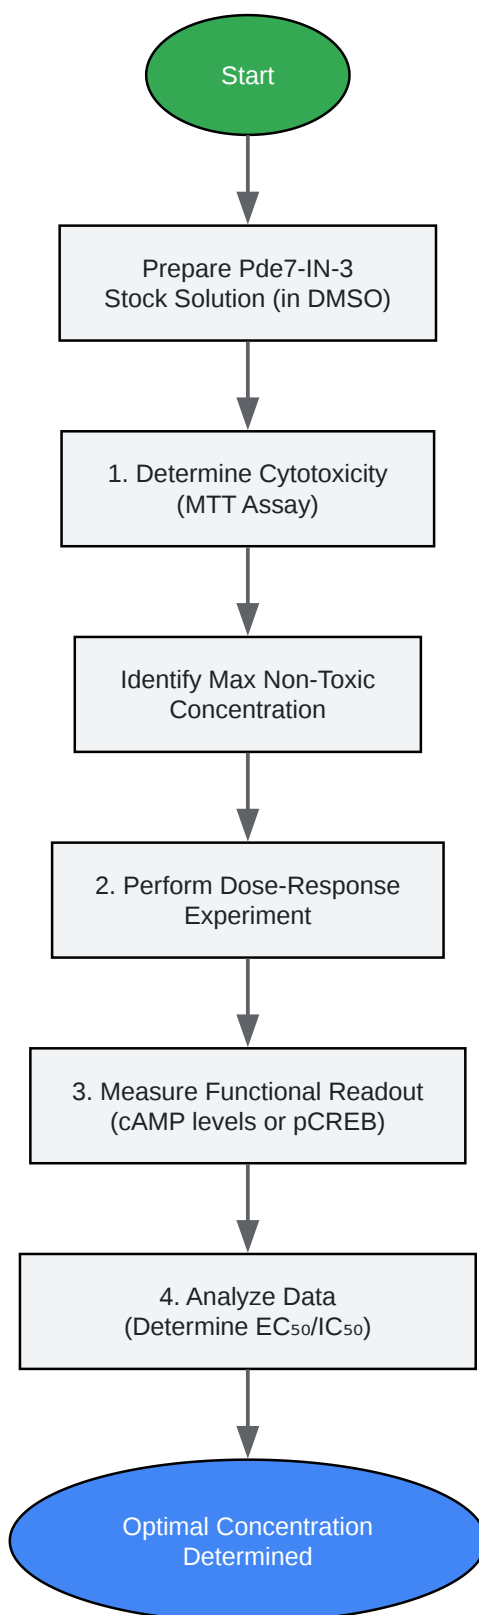 Start
Prepare Pde7-IN-3
Stock Solution (in DMSO)
1. Determine Cytotoxicity
(MTT Assay)
Identify Max Non-Toxic
Concentration
2. Perform Dose-Response
Experiment
3. Measure Functional Readout
(cAMP levels or pCREB)
4. Analyze Data
(Determine EC₅₀/IC₅₀)
Optimal Concentration
Determined